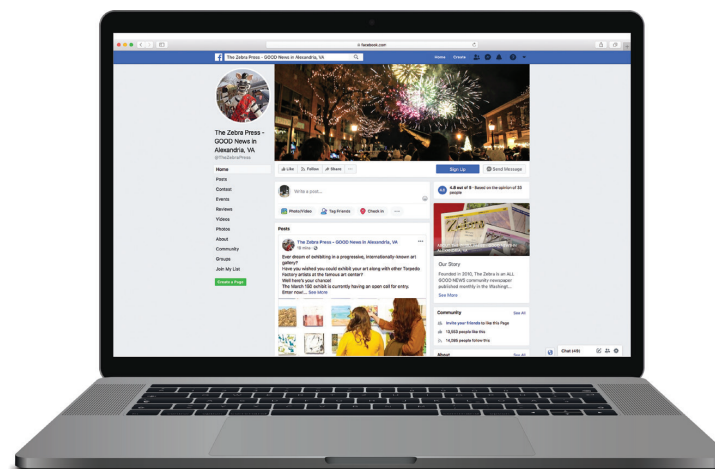 facebook.com
The Zebra Press - GOOD News in Alexandria, VA
Home Create
The Zebra Press -
GOOD News in
Alexandria, VA
@TheZebraPress
Home
Posts
Contest
Events
Reviews
Videos
Photos
About
Community
Groups
Join My List
Create a Page
Like Follow Share ...
Sign Up Send Message
Write a post...
Photo/Video Tag Friends Check in ...
Posts
The Zebra Press - GOOD News in Alexandria, VA
18 mins
Ever dream of exhibiting in a progressive, internationally known art
gallery?
Have you wished you could exhibit your art along with other Torpedo
Factory artists at the famous art center?
Well here's your chance!
The March 150 exhibit is currently having an open call for entry.
Enter now!... See More
4.8 out of 5 · Based on the opinion of 33
people
Our Story
Founded in 2010, The Zebra is an ALL
GOOD NEWS community newspaper
published monthly in the Washingt...
See More
Community See All
Invite your friends to like this Page
people like this
people follow this
About See All
Chat (49)